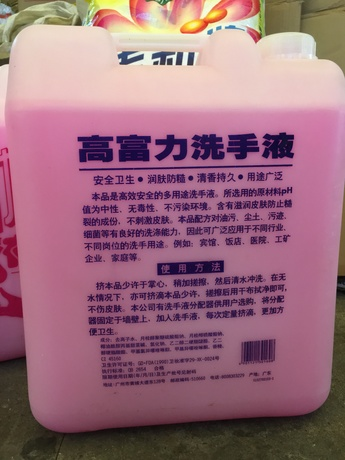 高富力洗手液
安全卫生●润肤防糙●清香持久●用途广泛
本品是高效安全的多用途洗手液。所选用的原材料pH
值为中性、无毒性、不污染环境。含有滋润皮肤防止糙
裂的成份,不刺激皮肤。本品配方对油污、尘土、污迹、
细菌等有良好的洗涤能力。因此可广泛应用于不同行业、
不同岗位的洗手用途。例如:宾馆、饭店、医院、工矿
企业、家庭等。
使用方法
挤本品少许于掌心,稍加搓擦,然后清水冲洗。在无
水情况下,亦可挤滴本品少许,搓擦后用干布拭净即可,
不伤皮肤。本公司有洗手液分配器供用户选购,将分配
器固定于墙壁上,加入洗手液,每次定量挤滴,更加方
便卫生。